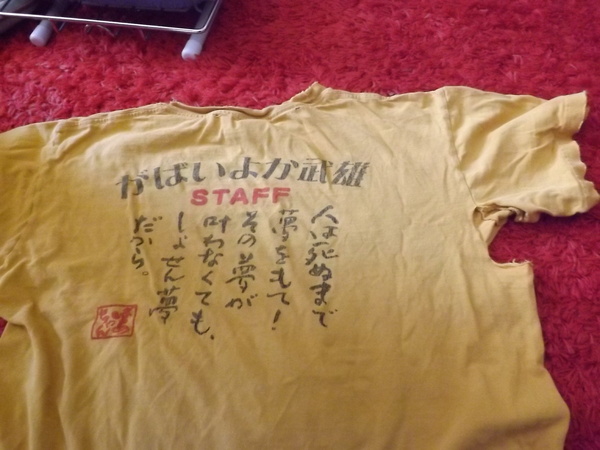 がばいよか武雄
STAFF
人は死ぬまで
夢をもて!
その夢が
叶わなくても、
しょせん夢
だから。